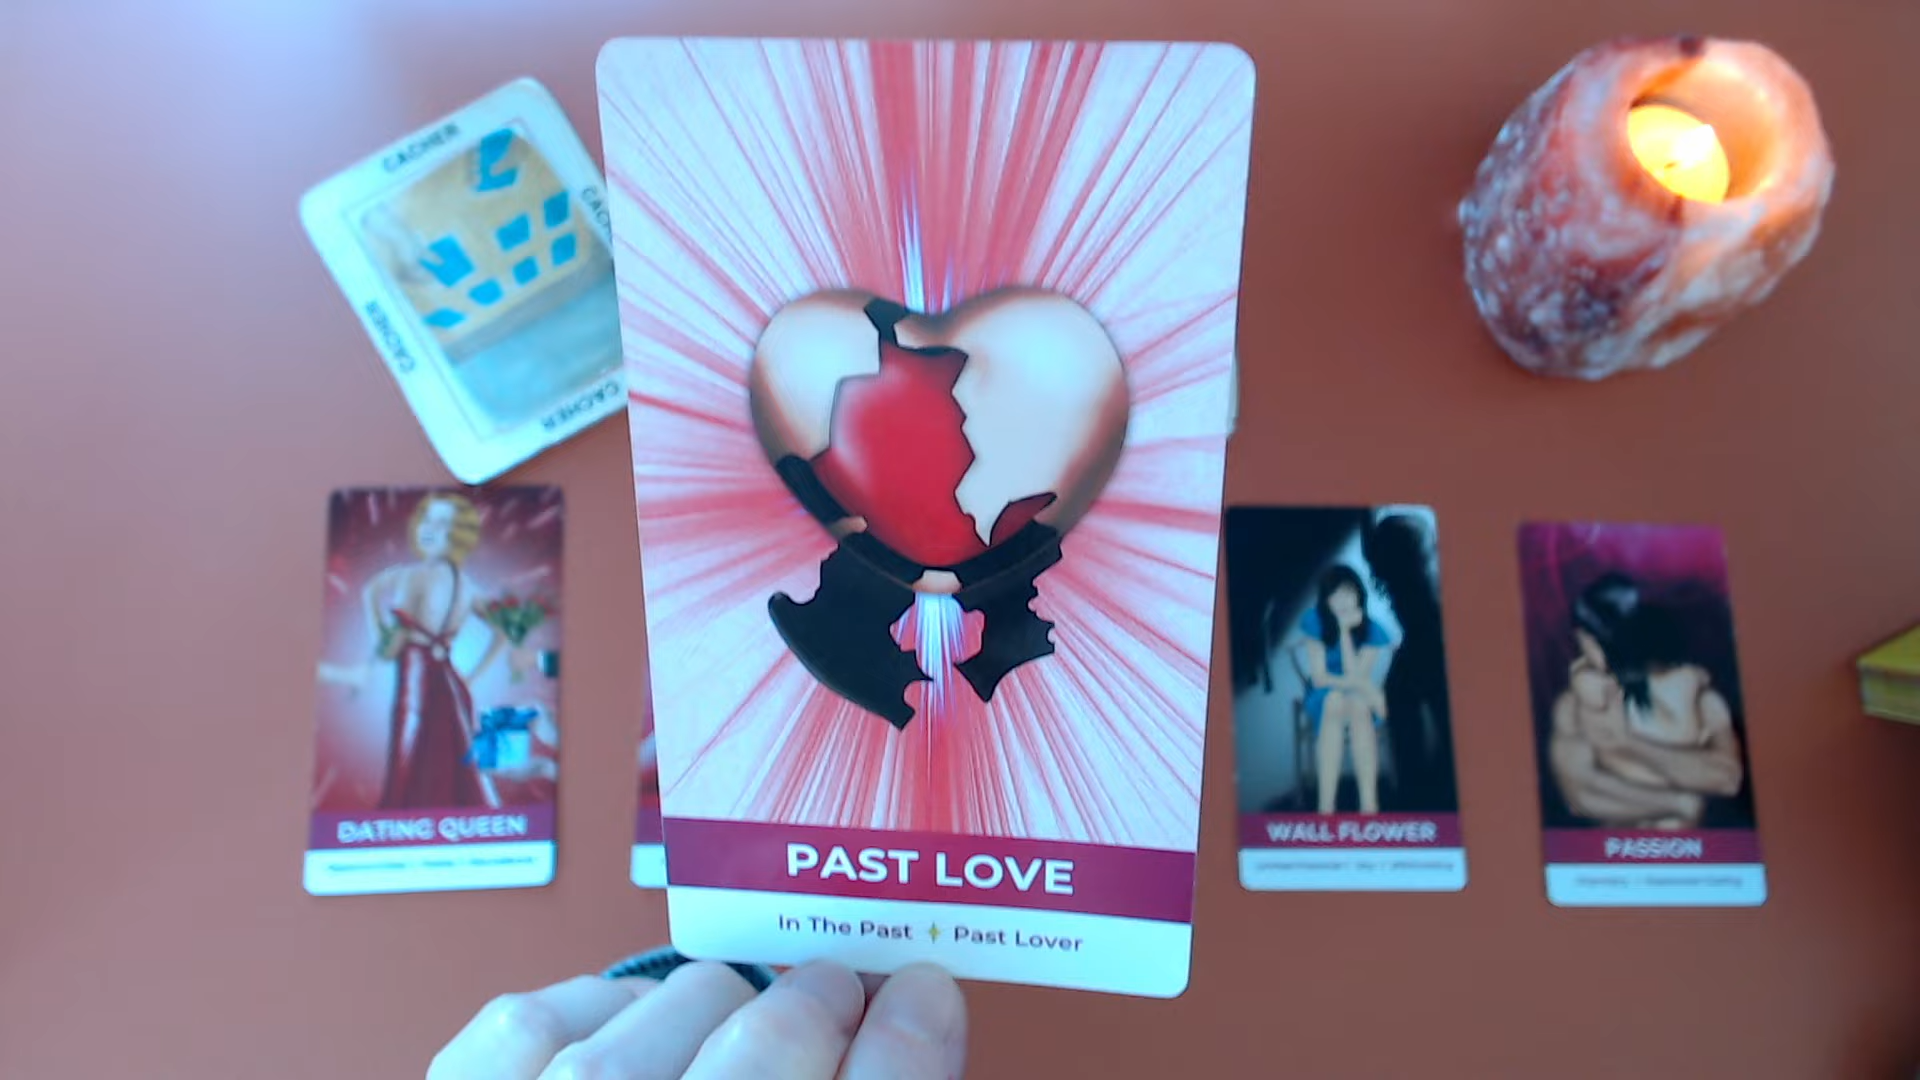 CACHER
CACHER
CACHER
CACHER
PAST LOVE
In The Past ✦ Past Lover
DATING QUEEN
WALL FLOWER
PASSION